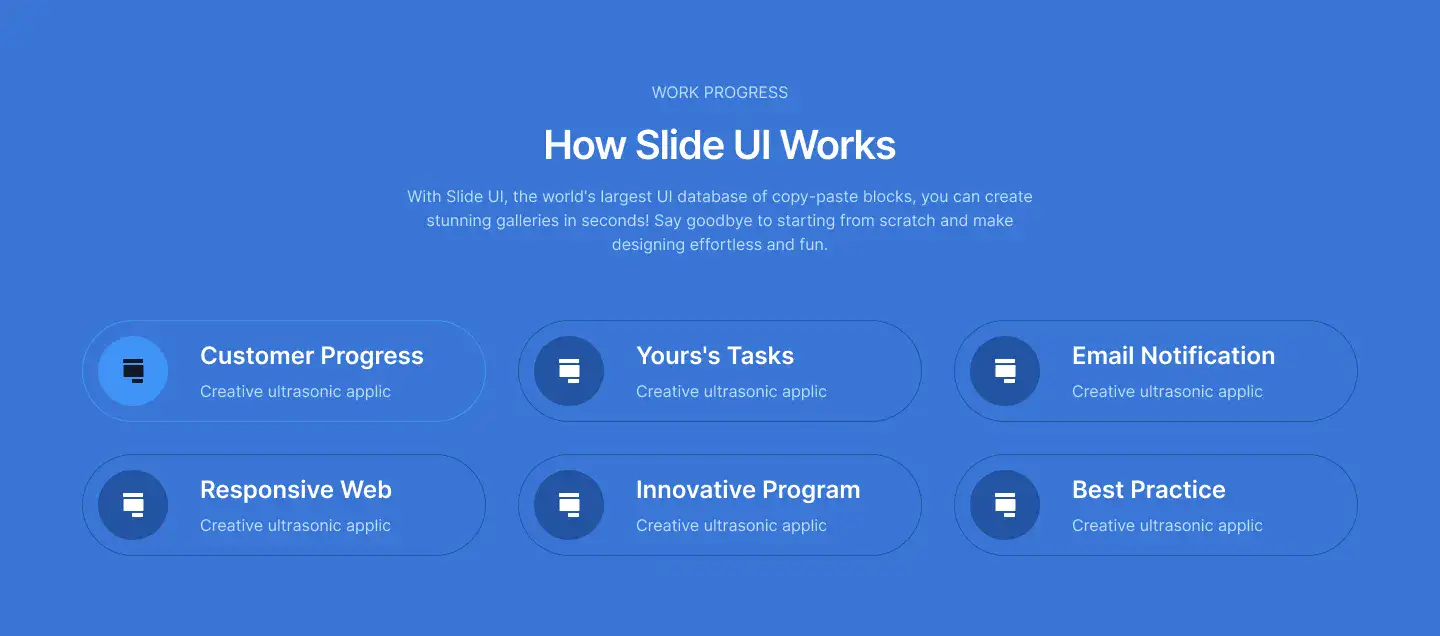 WORK PROGRESS
How Slide UI Works
With Slide UI, the world's largest UI database of copy-paste blocks, you can create
stunning galleries in seconds! Say goodbye to starting from scratch and make
designing effortless and fun.
Customer Progress
Creative ultrasonic applic
Yours's Tasks
Creative ultrasonic applic
Email Notification
Creative ultrasonic applic
Responsive Web
Creative ultrasonic applic
Innovative Program
Creative ultrasonic applic
Best Practice
Creative ultrasonic applic